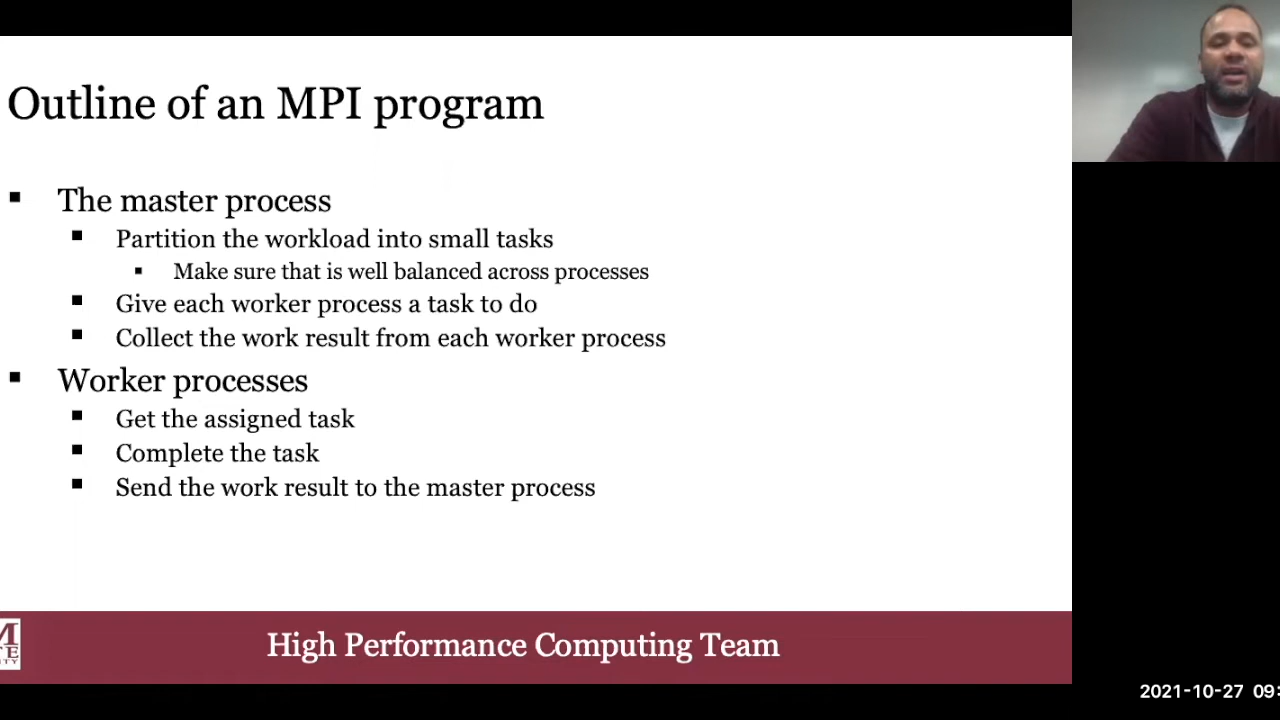 Outline of an MPI program
The master process
Partition the workload into small tasks
Make sure that is well balanced across processes
Give each worker process a task to do
Collect the work result from each worker process
Worker processes
Get the assigned task
Complete the task
Send the work result to the master process
High Performance Computing Team
2021-10-27 09: